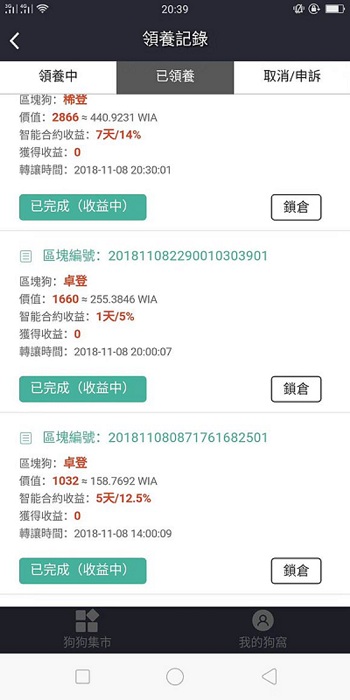 3G 4G 20:39
領養記錄
領養中 已領養 取消/申訴
區塊狗：棉登
價值：2866 ≈ 440.9231 WIA
智能合約收益：7天/14%
獲得收益：0
轉讓時間：2018-11-08 20:30:01
已完成（收益中） 鎖倉
區塊編號：201811082290010303901
區塊狗：卓登
價值：1660 ≈ 255.3846 WIA
智能合約收益：1天/5%
獲得收益：0
轉讓時間：2018-11-08 20:00:07
已完成（收益中） 鎖倉
區塊編號：201811080871761682501
區塊狗：卓登
價值：1032 ≈ 158.7692 WIA
智能合約收益：5天/12.5%
獲得收益：0
轉讓時間：2018-11-08 14:00:09
已完成（收益中） 鎖倉
狗狗集市 我的狗窩